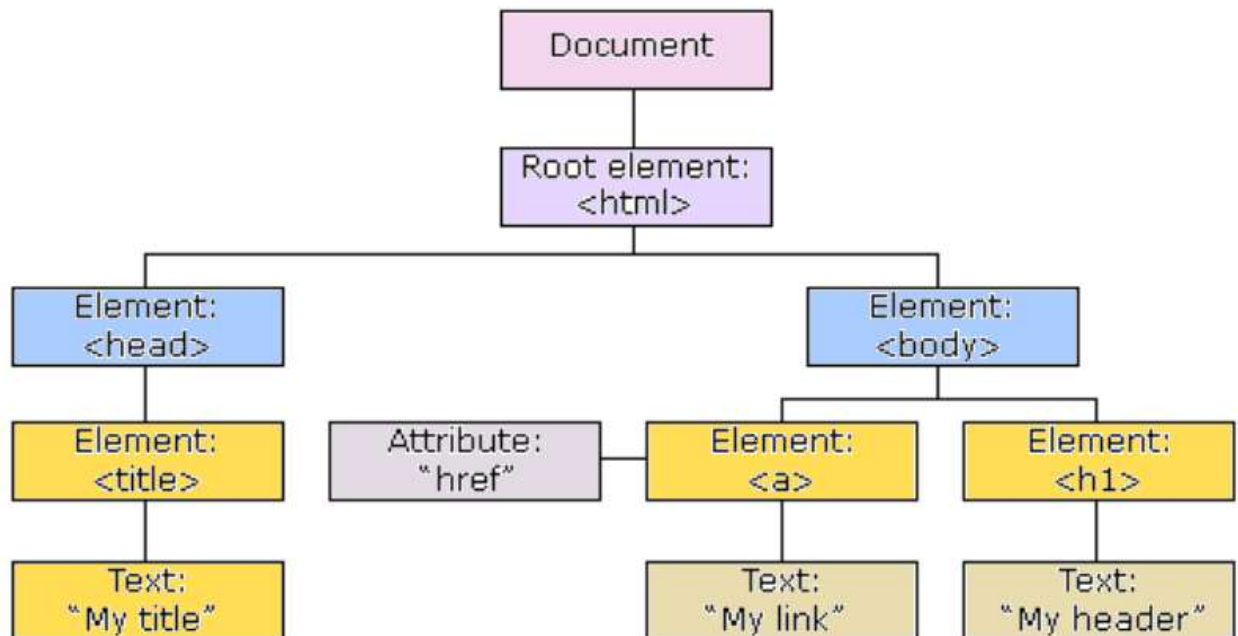 Document
Root element:
<html>
Element:
<head>
Element:
<body>
Element:
<title>
Attribute:
"href"
Element:
<a>
Element:
<h1>
Text:
"My title"
Text:
"My link"
Text:
"My header"